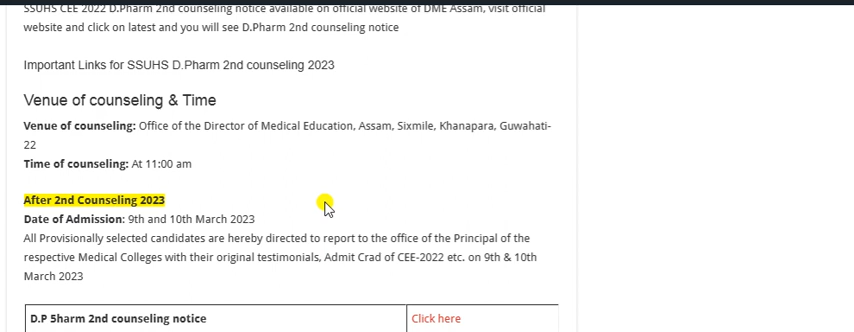 SSUHS CEE 2022 D.Pharm 2nd counseling notice available on official website of DME Assam, visit official
website and click on latest and you will see D.Pharm 2nd counseling notice
Important Links for SSUHS D.Pharm 2nd counseling 2023
Venue of counseling & Time
Venue of counseling: Office of the Director of Medical Education, Assam, Sixmile, Khanapara, Guwahati-
22
Time of counseling: At 11:00 am
After 2nd Counseling 2023
Date of Admission: 9th and 10th March 2023
All Provisionally selected candidates are hereby directed to report to the office of the Principal of the
respective Medical Colleges with their original testimonials, Admit Crad of CEE-2022 etc. on 9th & 10th
March 2023
D.P 5harm 2nd counseling notice Click here